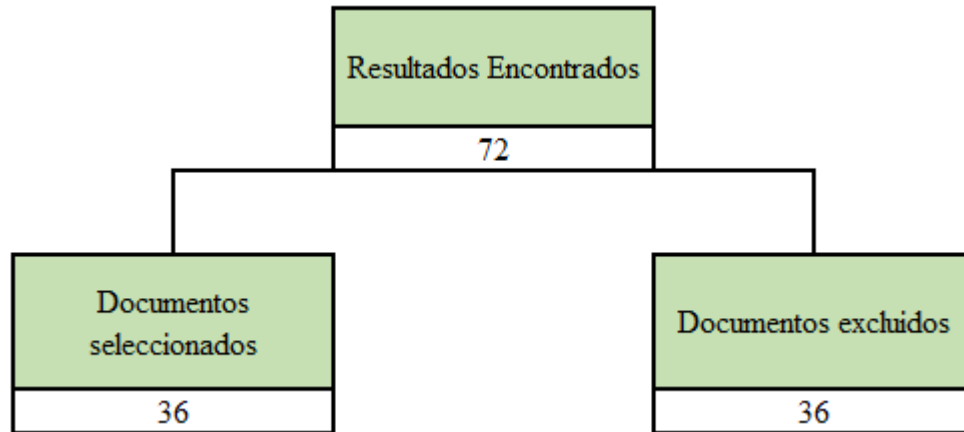 Resultados Encontrados
72
Documentos
seleccionados
36
Documentos excluidos
36